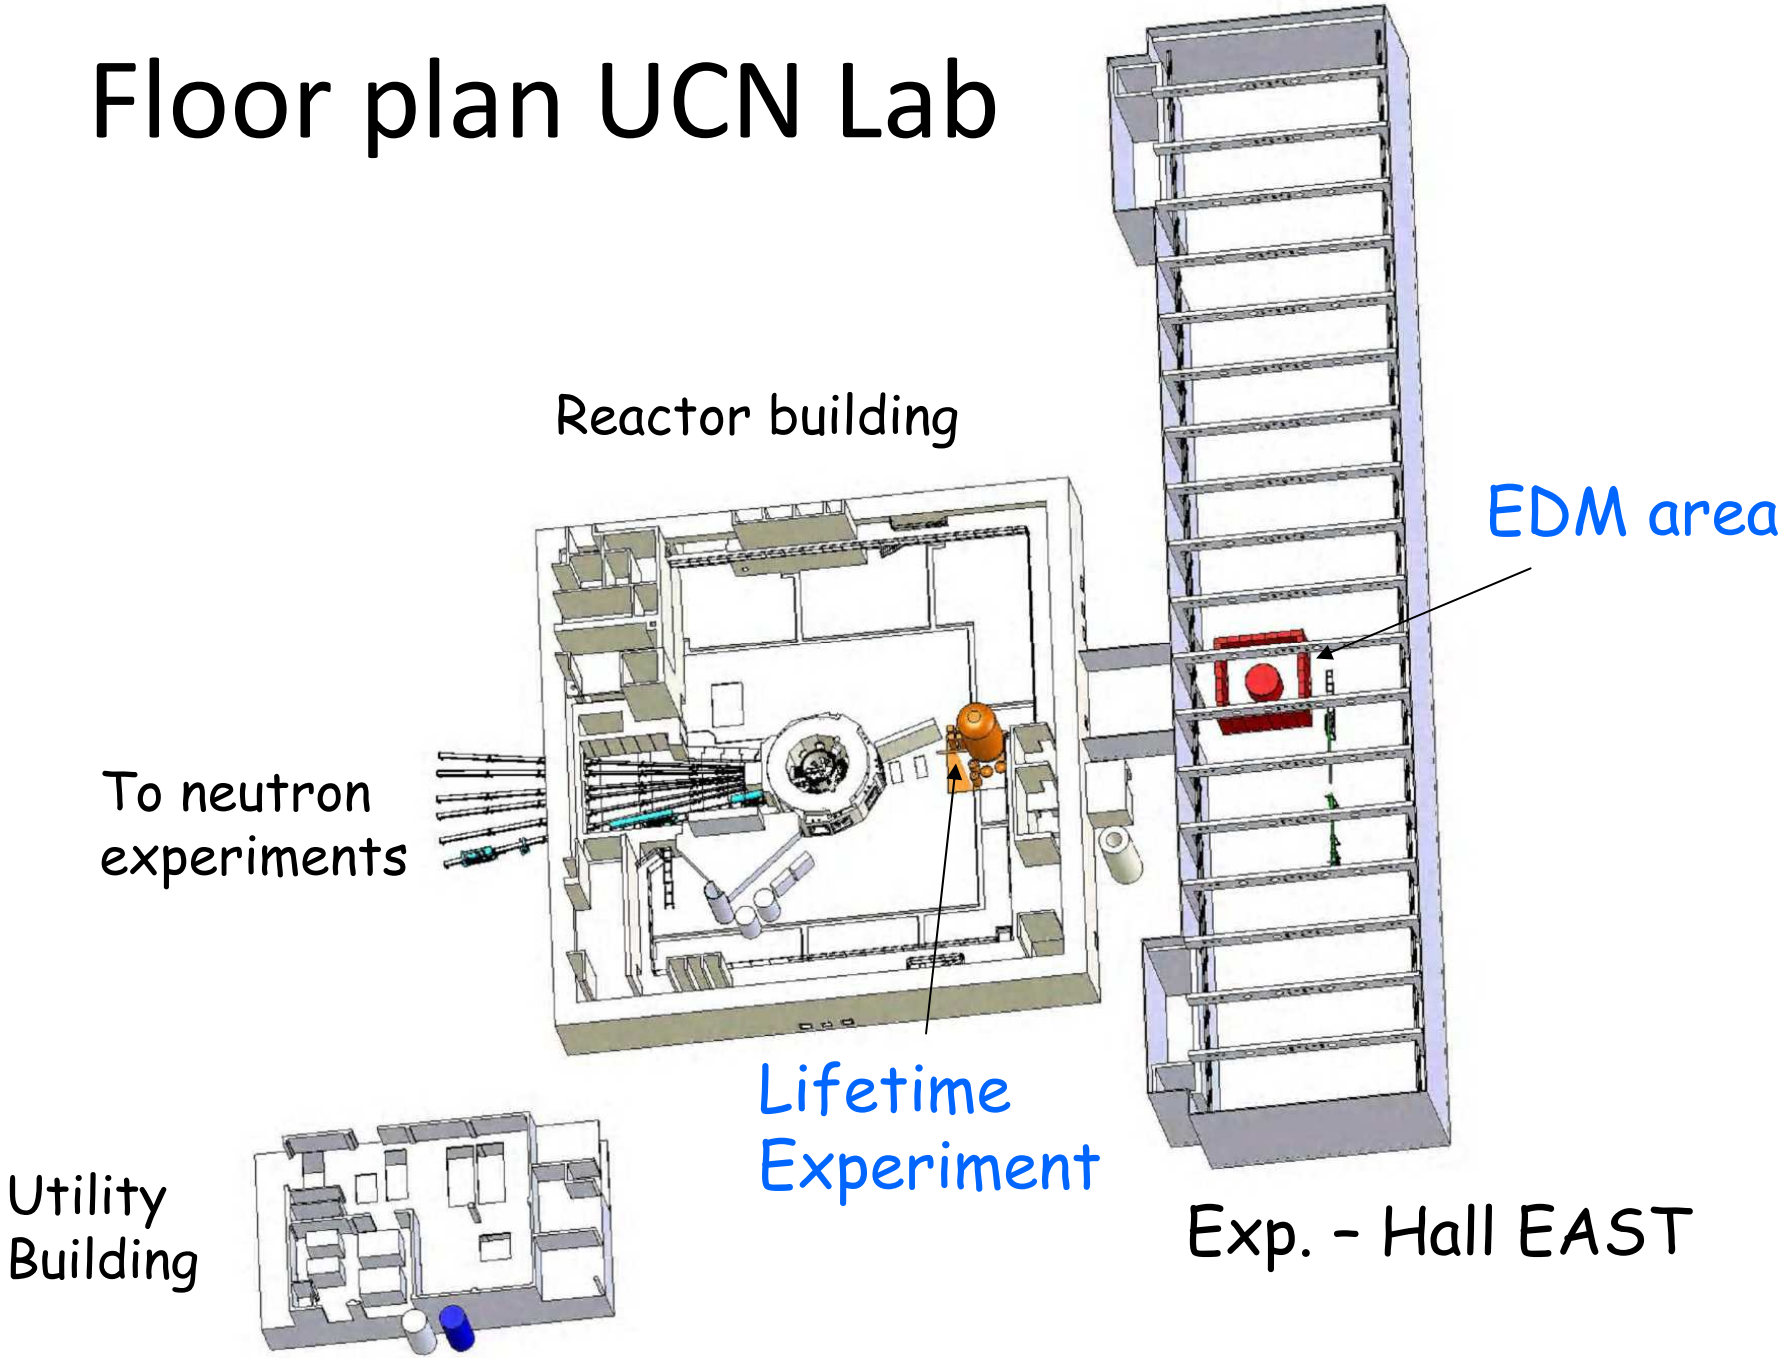 Floor plan UCN Lab
Reactor building
EDM area
To neutron
experiments
Lifetime
Experiment
Utility
Building
Exp. – Hall EAST